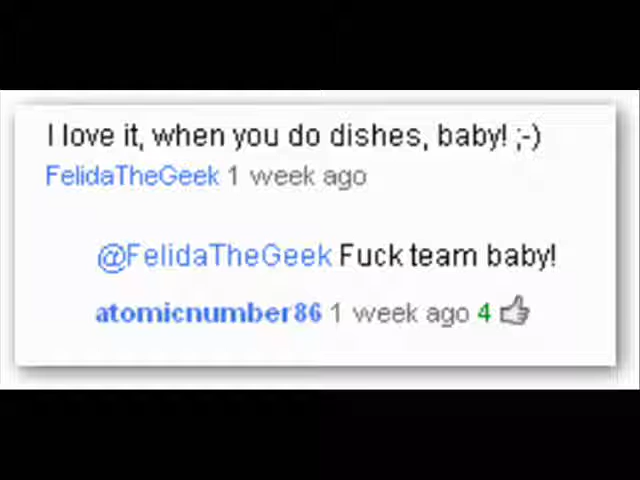 I love it, when you do dishes, baby! ;-)
FelidaTheGeek 1 week ago
@FelidaTheGeek Fuck team baby!
atomicnumber86 1 week ago 4